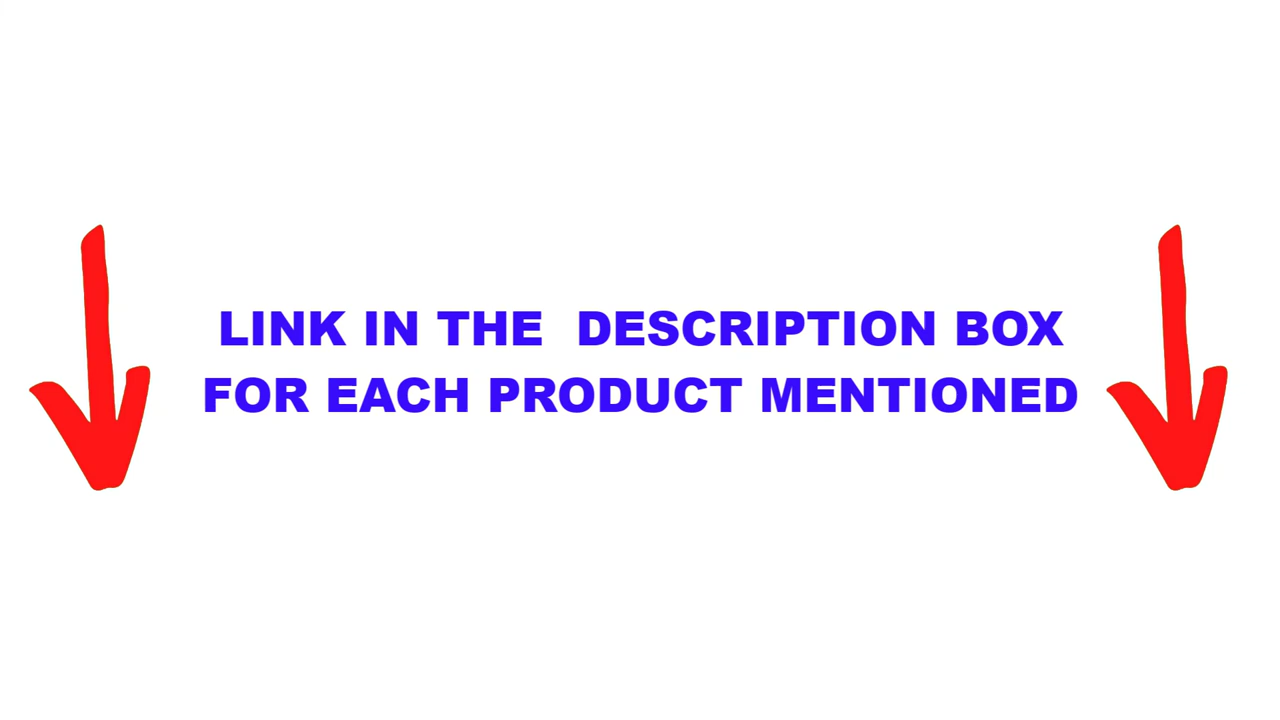 LINK IN THE  DESCRIPTION BOX
FOR EACH PRODUCT MENTIONED